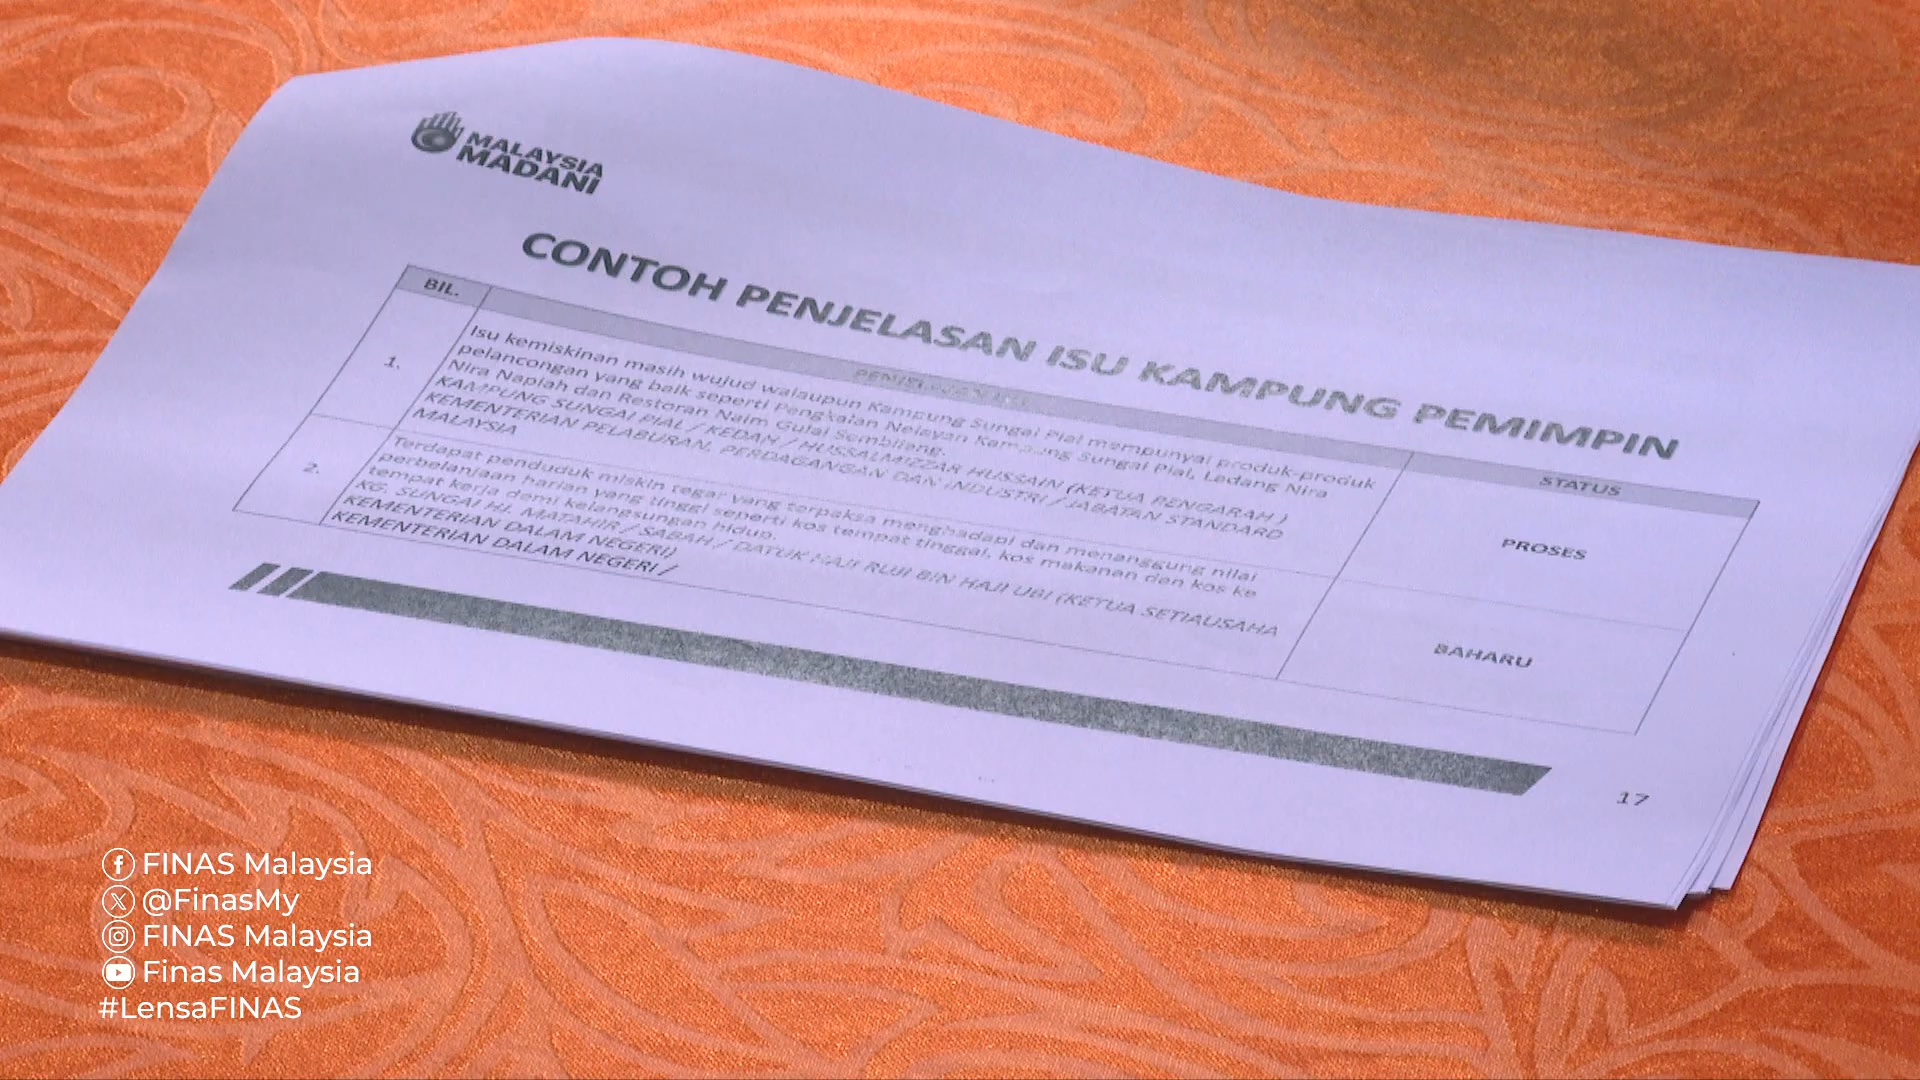 MALAYSIA
MADANI
CONTOH PENJELASAN ISU KAMPUNG PEMIMPIN
BIL.
STATUS
1.
Isu kemiskinan masih wujud walaupun Kampung Sungai Pial mempunyai produk-produk
pelancongan yang baik seperti Pengkalan Nelayan Kampung Sungai Pial, Ladang Nira
Nira Napiah dan Restoran Naim Gulai Sembilang.
KAMPUNG SUNGAI PIAL / KEDAH / HUSSALMIZZAR HUSSAIN (KETUA PENGARAH )
KEMENTERIAN PELABURAN, PERDAGANGAN DAN INDUSTRI / JABATAN STANDARD
MALAYSIA
PROSES
2.
Terdapat penduduk miskin tegar yang terpaksa menghadapi dan menanggung nilai
perbelanjaan harian yang tinggi seperti kos tempat tinggal, kos makanan dan kos ke
tempat kerja demi kelangsungan hidup.
KG. SUNGAI HJ. MATAHIR / SABAH / DATUK HAJI RUJI BIN HAJI UBI (KETUA SETIAUSAHA
KEMENTERIAN DALAM NEGERI)
KEMENTERIAN DALAM NEGERI /
BAHARU
17
FINAS Malaysia
@FinasMy
FINAS Malaysia
Finas Malaysia
#LensaFINAS